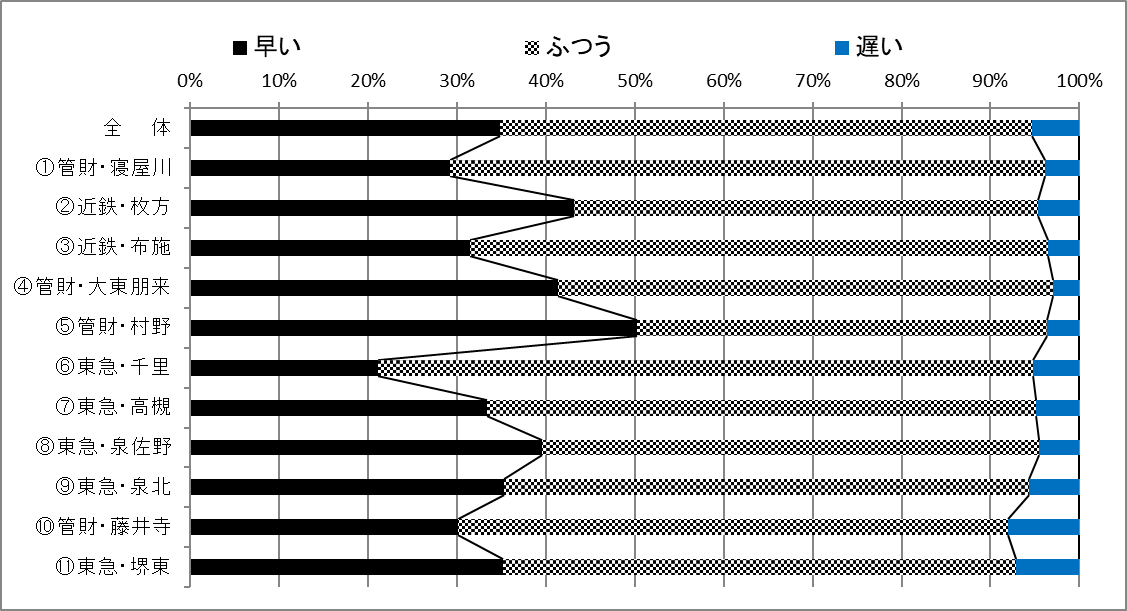 早い ふつう 遅い
0% 10% 20% 30% 40% 50% 60% 70% 80% 90% 100%
全　体
①管財・寝屋川
②近鉄・枚方
③近鉄・布施
④管財・大東朋来
⑤管財・村野
⑥東急・千里
⑦東急・高槻
⑧東急・泉佐野
⑨東急・泉北
⑩管財・藤井寺
⑪東急・堺東